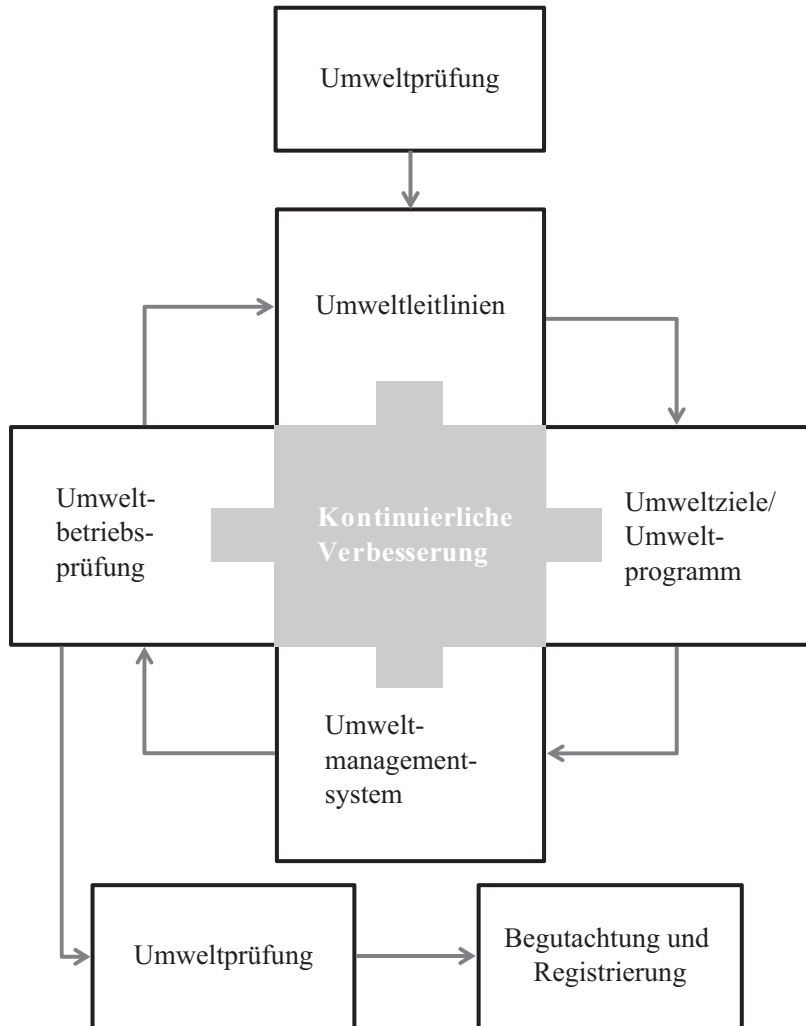 Umweltprüfung
Umweltleitlinien
Umwelt-
betriebs-
prüfung
Kontinuierliche
Verbesserung
Umweltziele/
Umwelt-
programm
Umwelt-
management-
system
Umweltprüfung
Begutachtung und
Registrierung